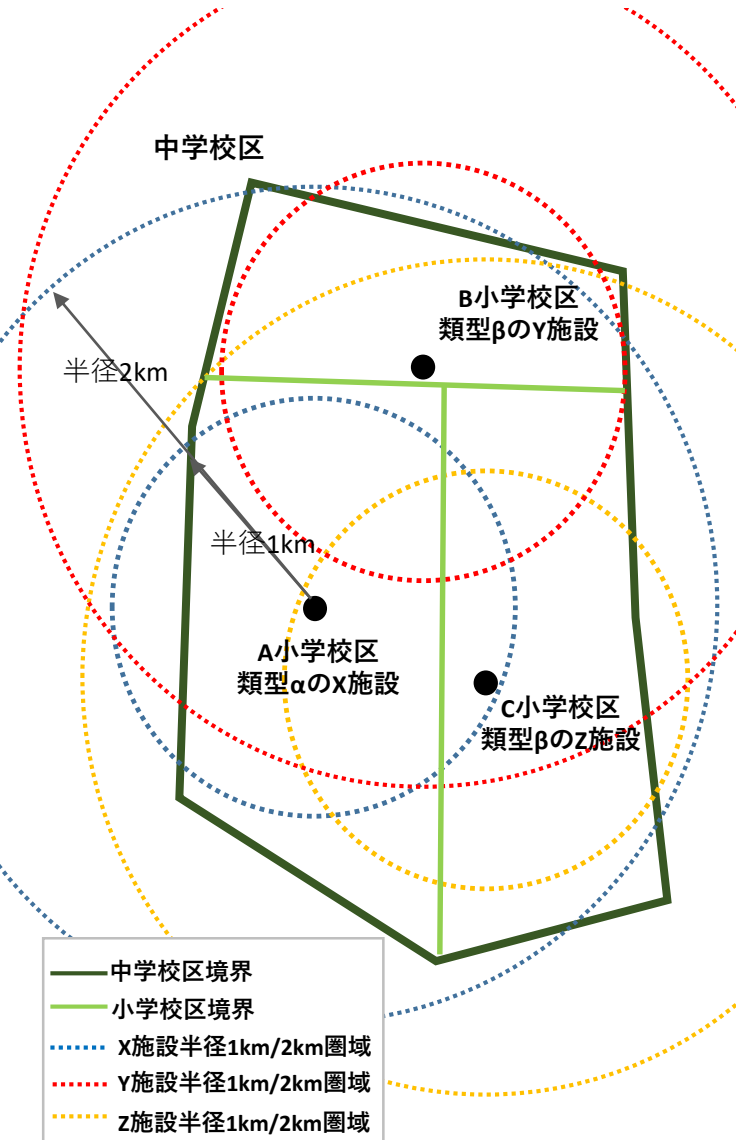 中学校区
B小学校区
類型βのY施設
半径2km
半径1km
A小学校区
類型αのX施設
C小学校区
類型βのZ施設
中学校区境界
小学校区境界
X施設半径1km/2km圏域
Y施設半径1km/2km圏域
Z施設半径1km/2km圏域